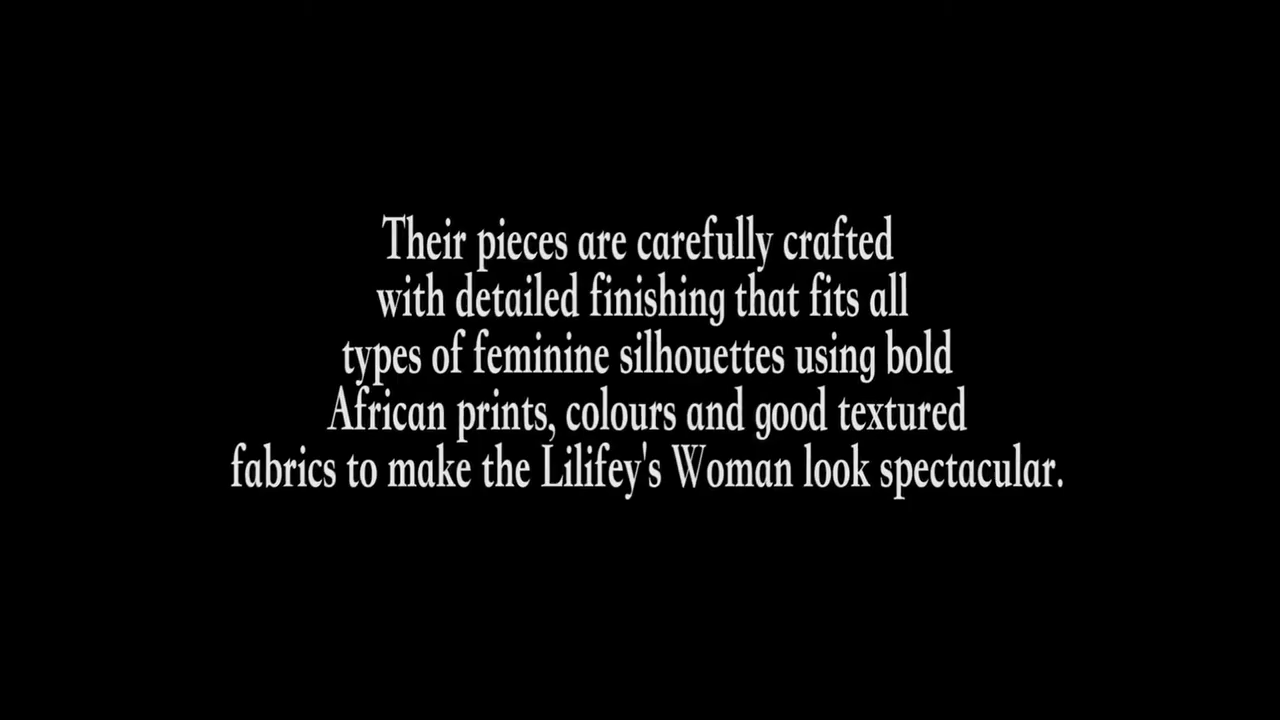 Their pieces are carefully crafted
with detailed finishing that fits all
types of feminine silhouettes using bold
African prints, colours and good textured
fabrics to make the Lilifey's Woman look spectacular.